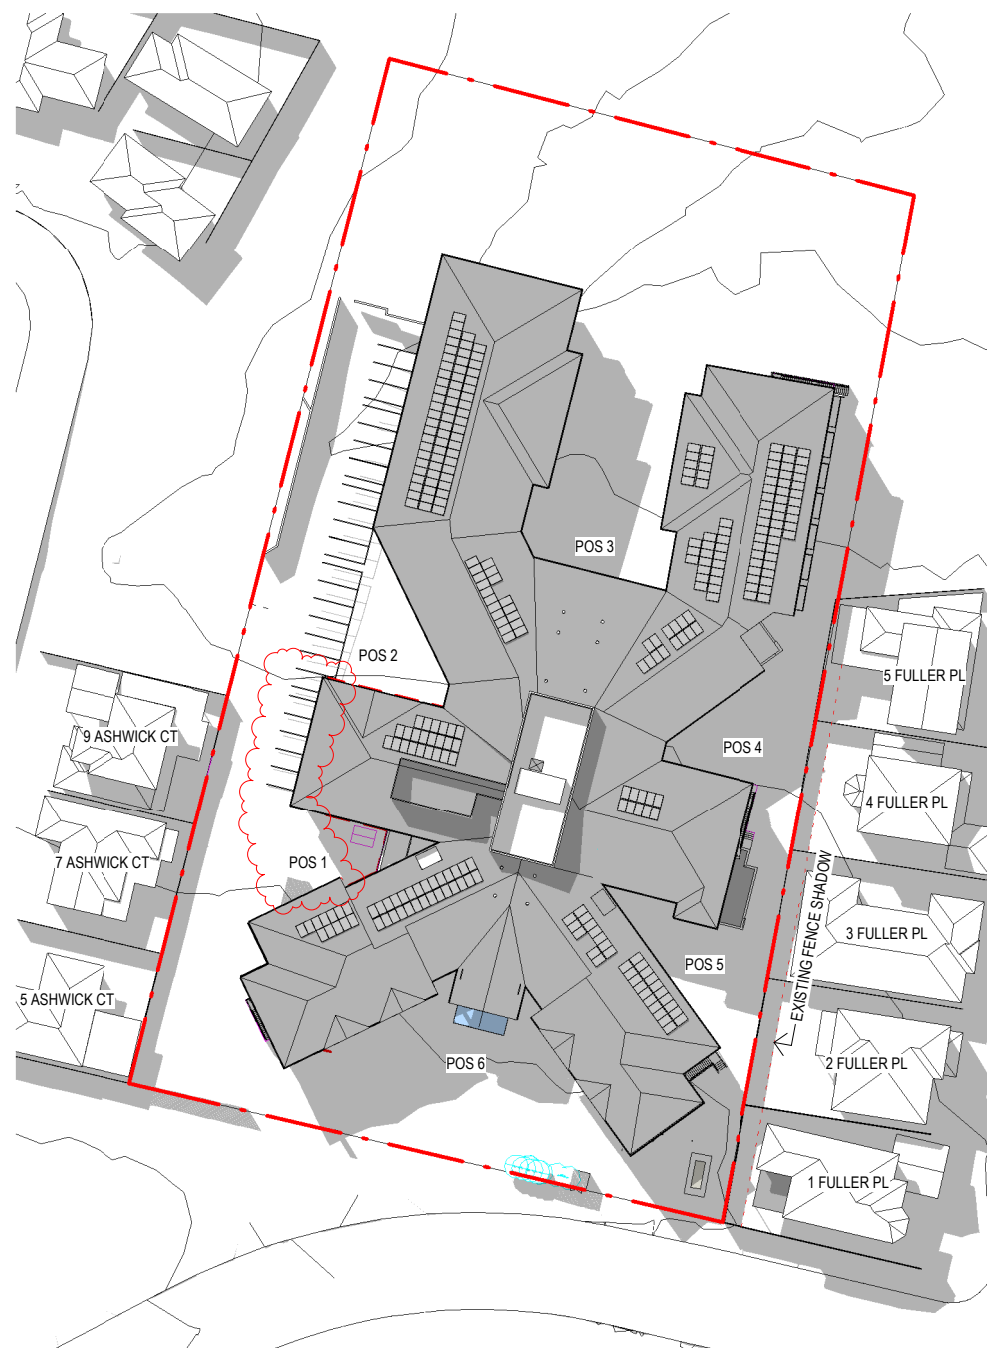 POS 3
POS 2
5 FULLER PL
9 ASHWICK CT
POS 4
4 FULLER PL
7 ASHWICK CT
POS 1
EXISTING FENCE SHADOW
3 FULLER PL
POS 5
5 ASHWICK CT
POS 6
2 FULLER PL
1 FULLER PL